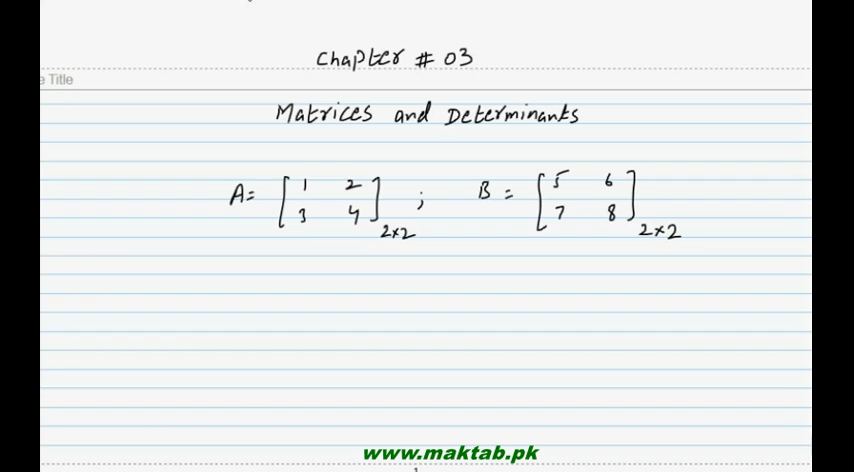 Chapter # 03
e Title
Matrices and Determinants
A = [ 1 2 ; B = [ 5 6
3 4 ] 2×2 7 8 ] 2×2
www.maktab.pk
1